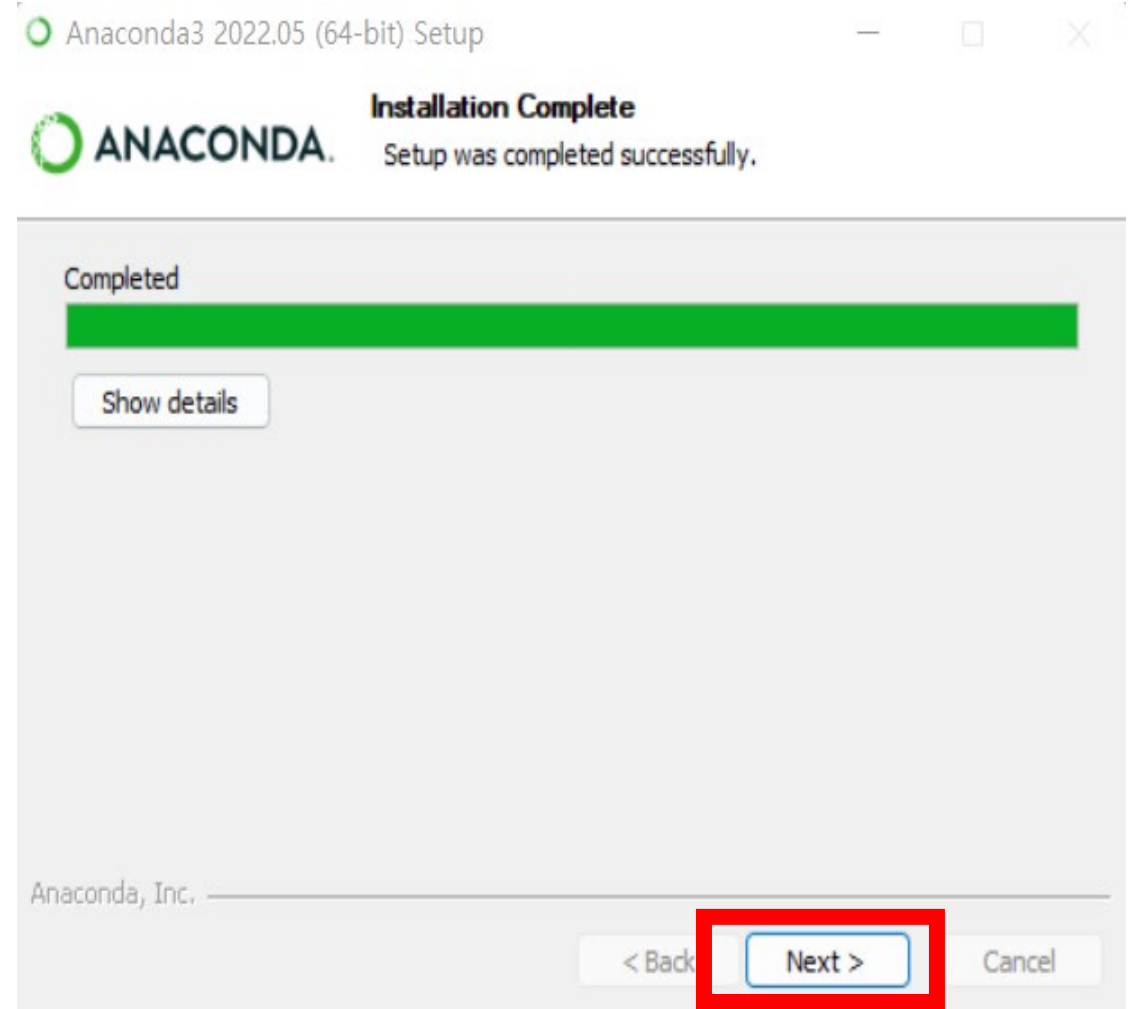 Anaconda3 2022.05 (64-bit) Setup
ANACONDA.
Installation Complete
Setup was completed successfully.
Completed
Show details
Anaconda, Inc.
< Back
Next >
Cancel